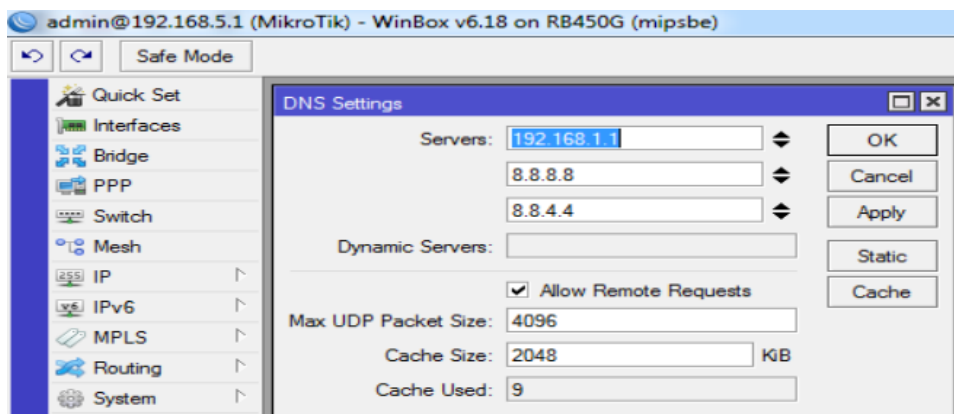 admin@192.168.5.1 (MikroTik) - WinBox v6.18 on RB450G (mipsbe)
Safe Mode
Quick Set
Interfaces
Bridge
PPP
Switch
Mesh
255 IP
v6 IPv6
MPLS
Routing
System
DNS Settings
Servers: 192.168.1.1
8.8.8.8
8.8.4.4
Dynamic Servers:
Allow Remote Requests
Max UDP Packet Size: 4096
Cache Size: 2048 KiB
Cache Used: 9
OK
Cancel
Apply
Static
Cache